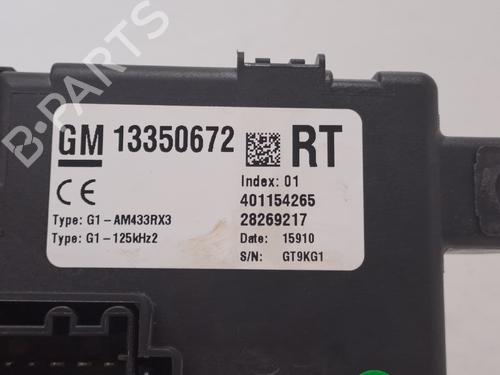 GM 13350672 RT
Index: 01
CE 401154265
Type: G1-AM433RX3 28269217
Type: G1-125kHz2 Date: 15910
S/N: GT9KG1
B-PARTS